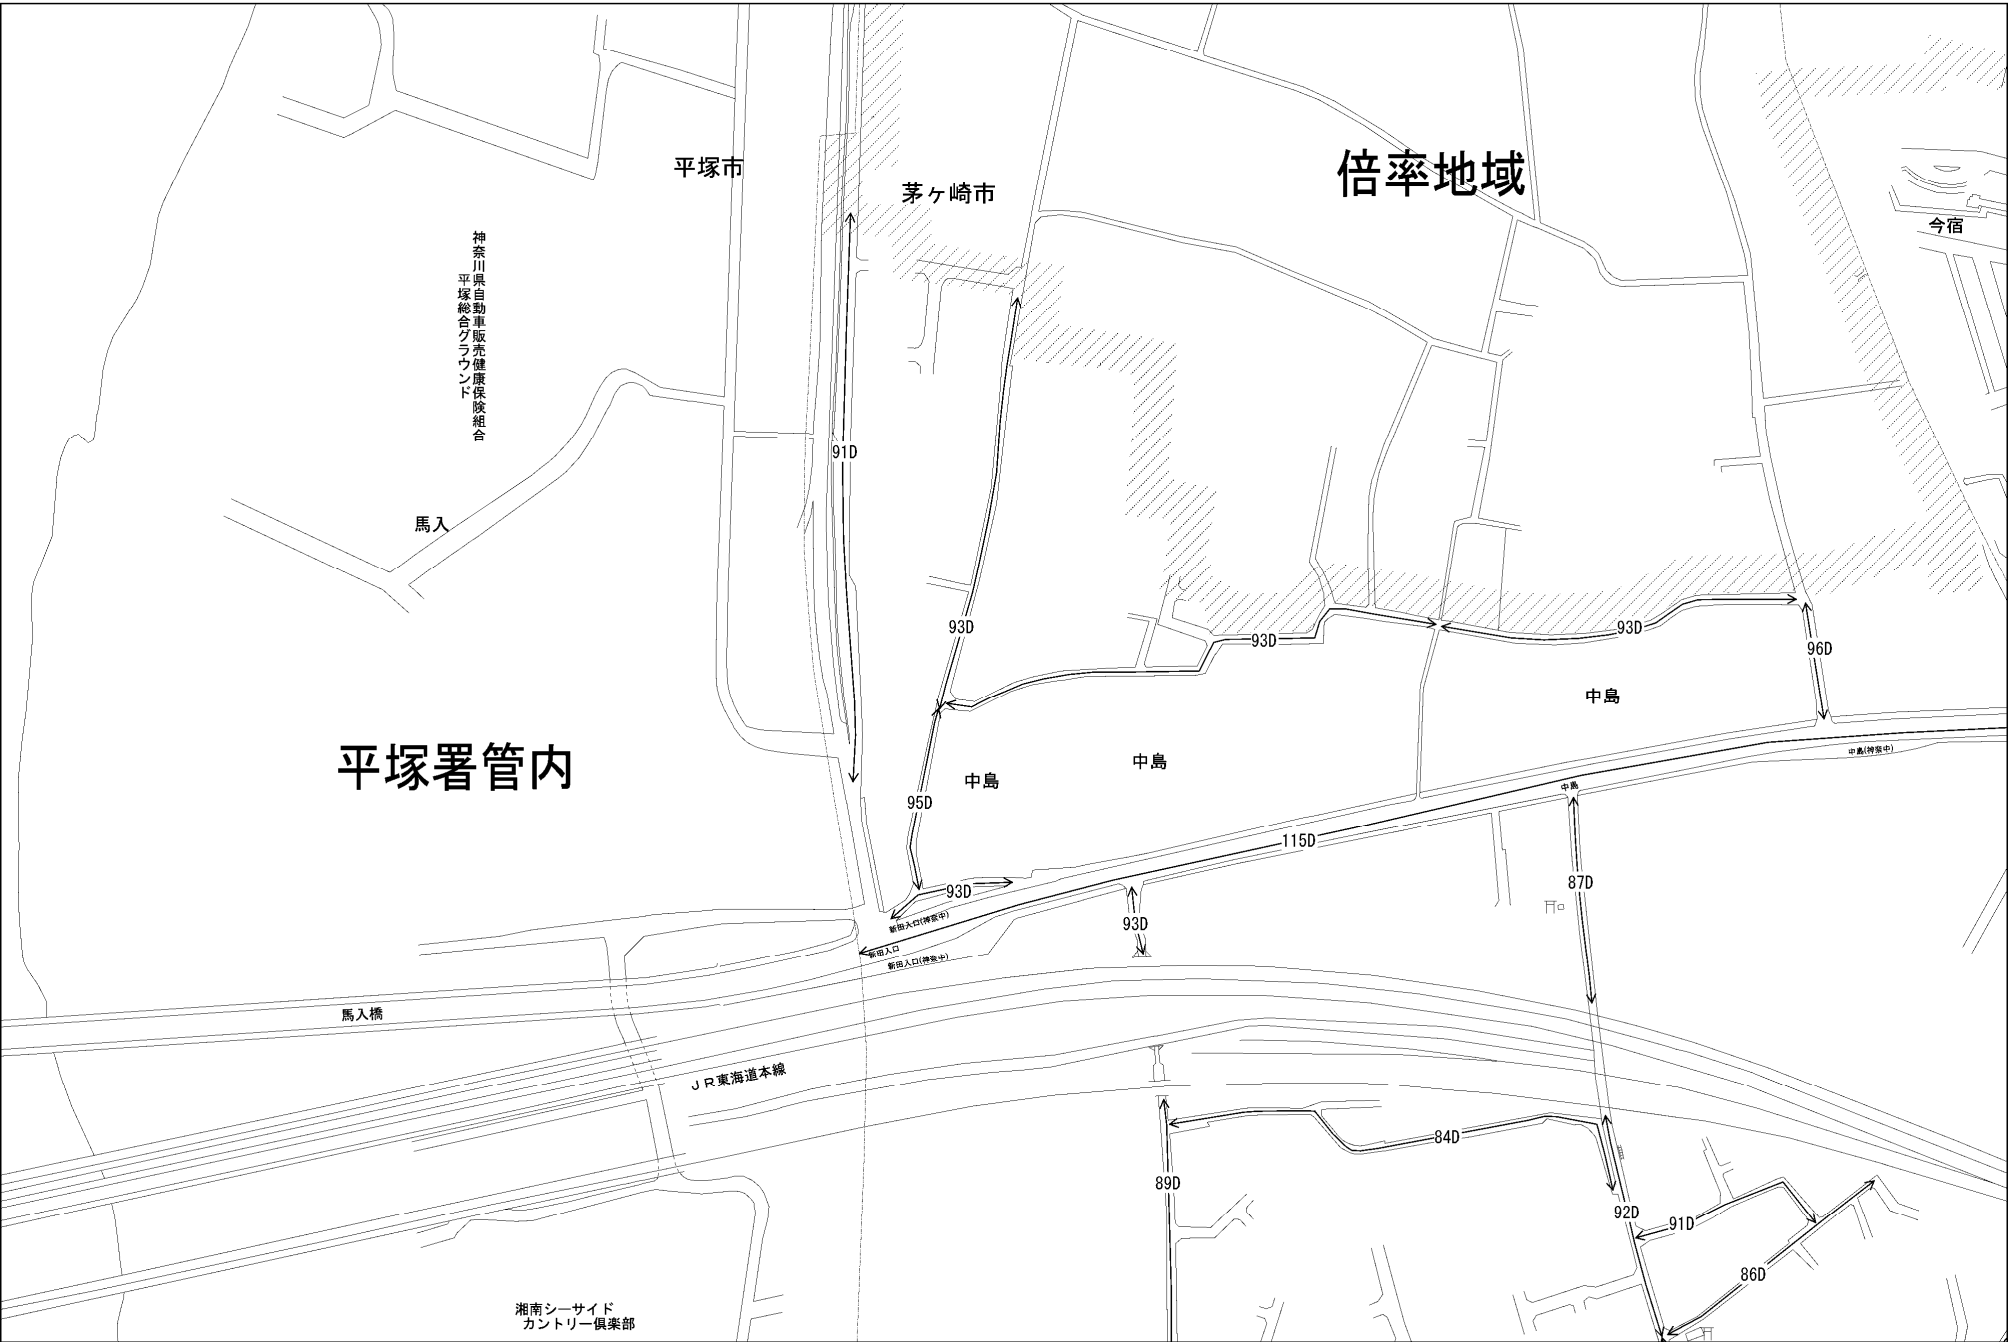 平塚市
倍率地域
茅ヶ崎市
今宿
神奈川県自動車販売健康保険組合
平塚総合グラウンド
91D
馬入
93D
93D
93D
96D
中島
平塚署管内
中島
中島
中島(神奈中)
中島
95D
115D
87D
93D
新田入口(神奈中)
93D
新田入口
新田入口(神奈中)
馬入橋
JR東海道本線
84D
89D
92D
91D
86D
湘南シーサイド
カントリー倶楽部